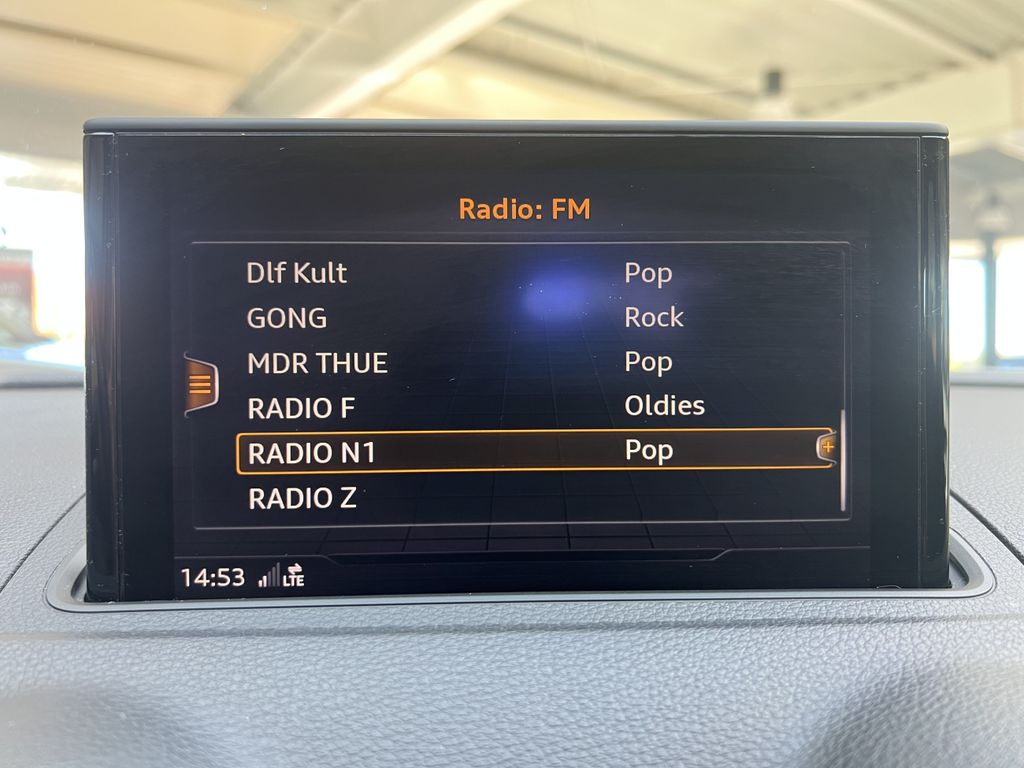 Radio: FM
Dlf Kult Pop
GONG Rock
MDR THUE Pop
RADIO F Oldies
RADIO N1 Pop
RADIO Z
14:53 LTE